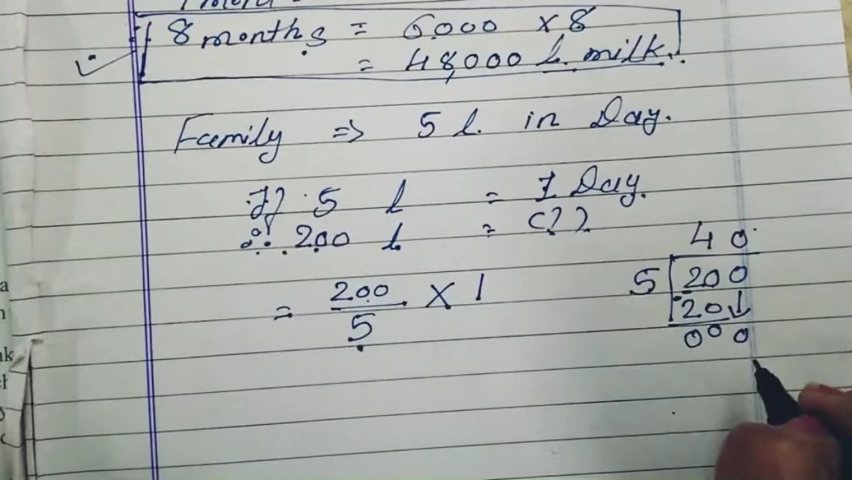 8 months = 6000 × 8
= 48,000 l. milk.
Family ⇒ 5 l. in Day.
If 5 l = 1 Day.
∴ 200 l = (??
= 200/5 × 1
40
5 200
20↓
000